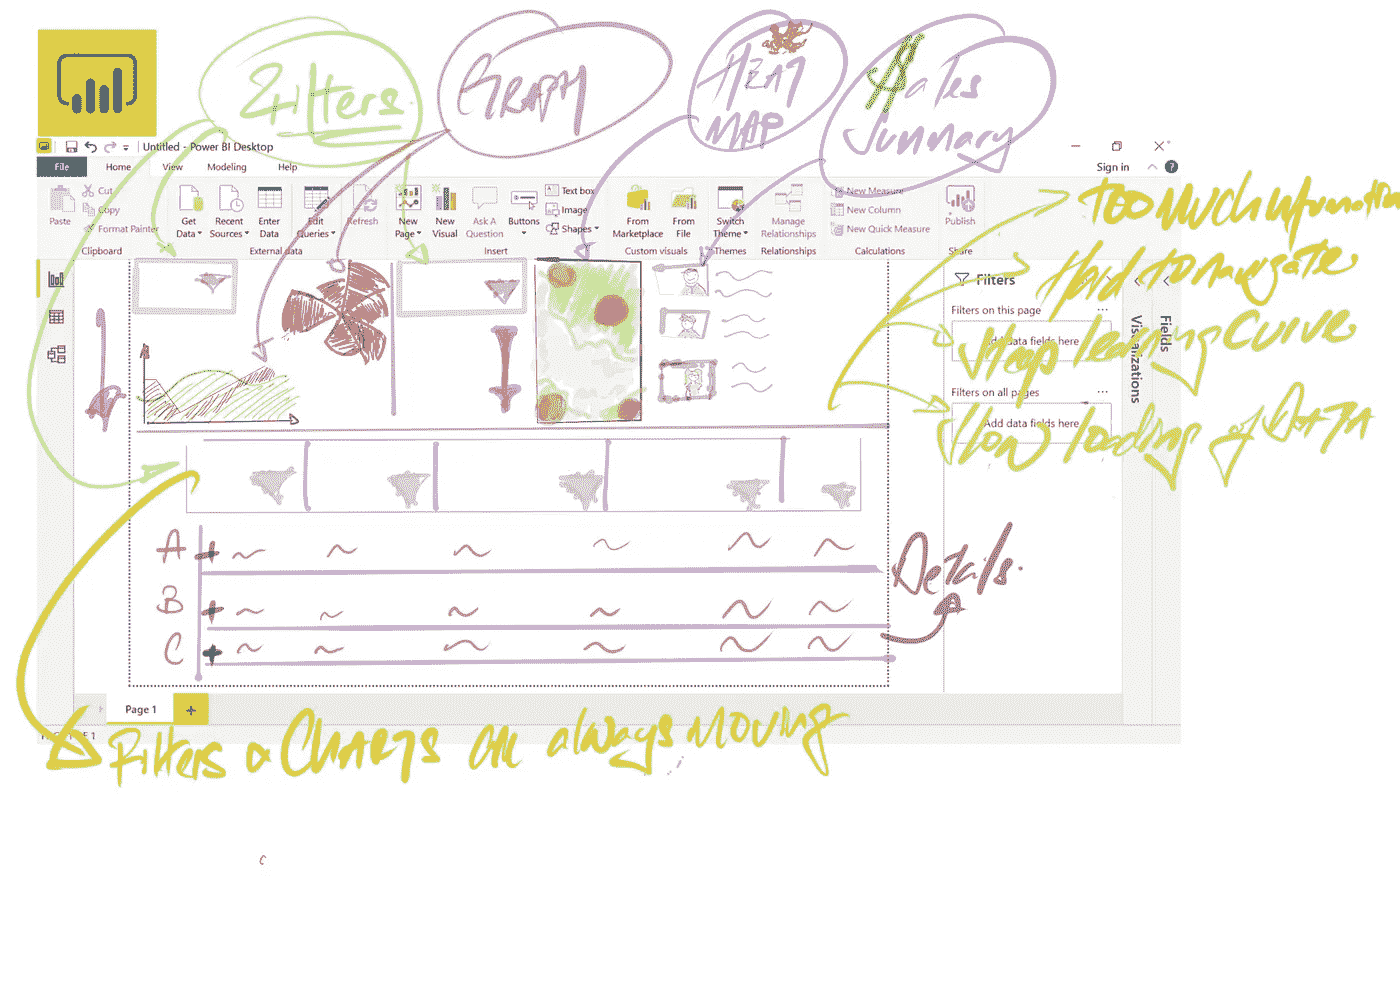 Filters
GRAPH
HEAT
MAP
Summary
Untitled - Power BI Desktop
File
Home
View
Modeling
Help
Sign in
Paste
Cut
Copy
Format Painter
Clipboard
Get
Data
Recent
Sources
Enter
Data
Edit
Queries
External data
Refresh
New
Page
New
Visual
Ask A
Question
Buttons
Text box
Image
Shapes
Insert
From
Marketplace
From
File
Custom visuals
Switch
Theme
Themes
Manage
Relationships
Relationships
New Measure
New Column
New Quick Measure
Calculations
Publish
Share
Too Much Information
Hard to navigate
Steep learning Curve
Slow loading of DATA
Filters
Filters on this page
Add data fields here
Filters on all pages
Add data fields here
Visualizations
Fields
A
B
C
Details.
Page 1
Filters & CHARTS are always Moving